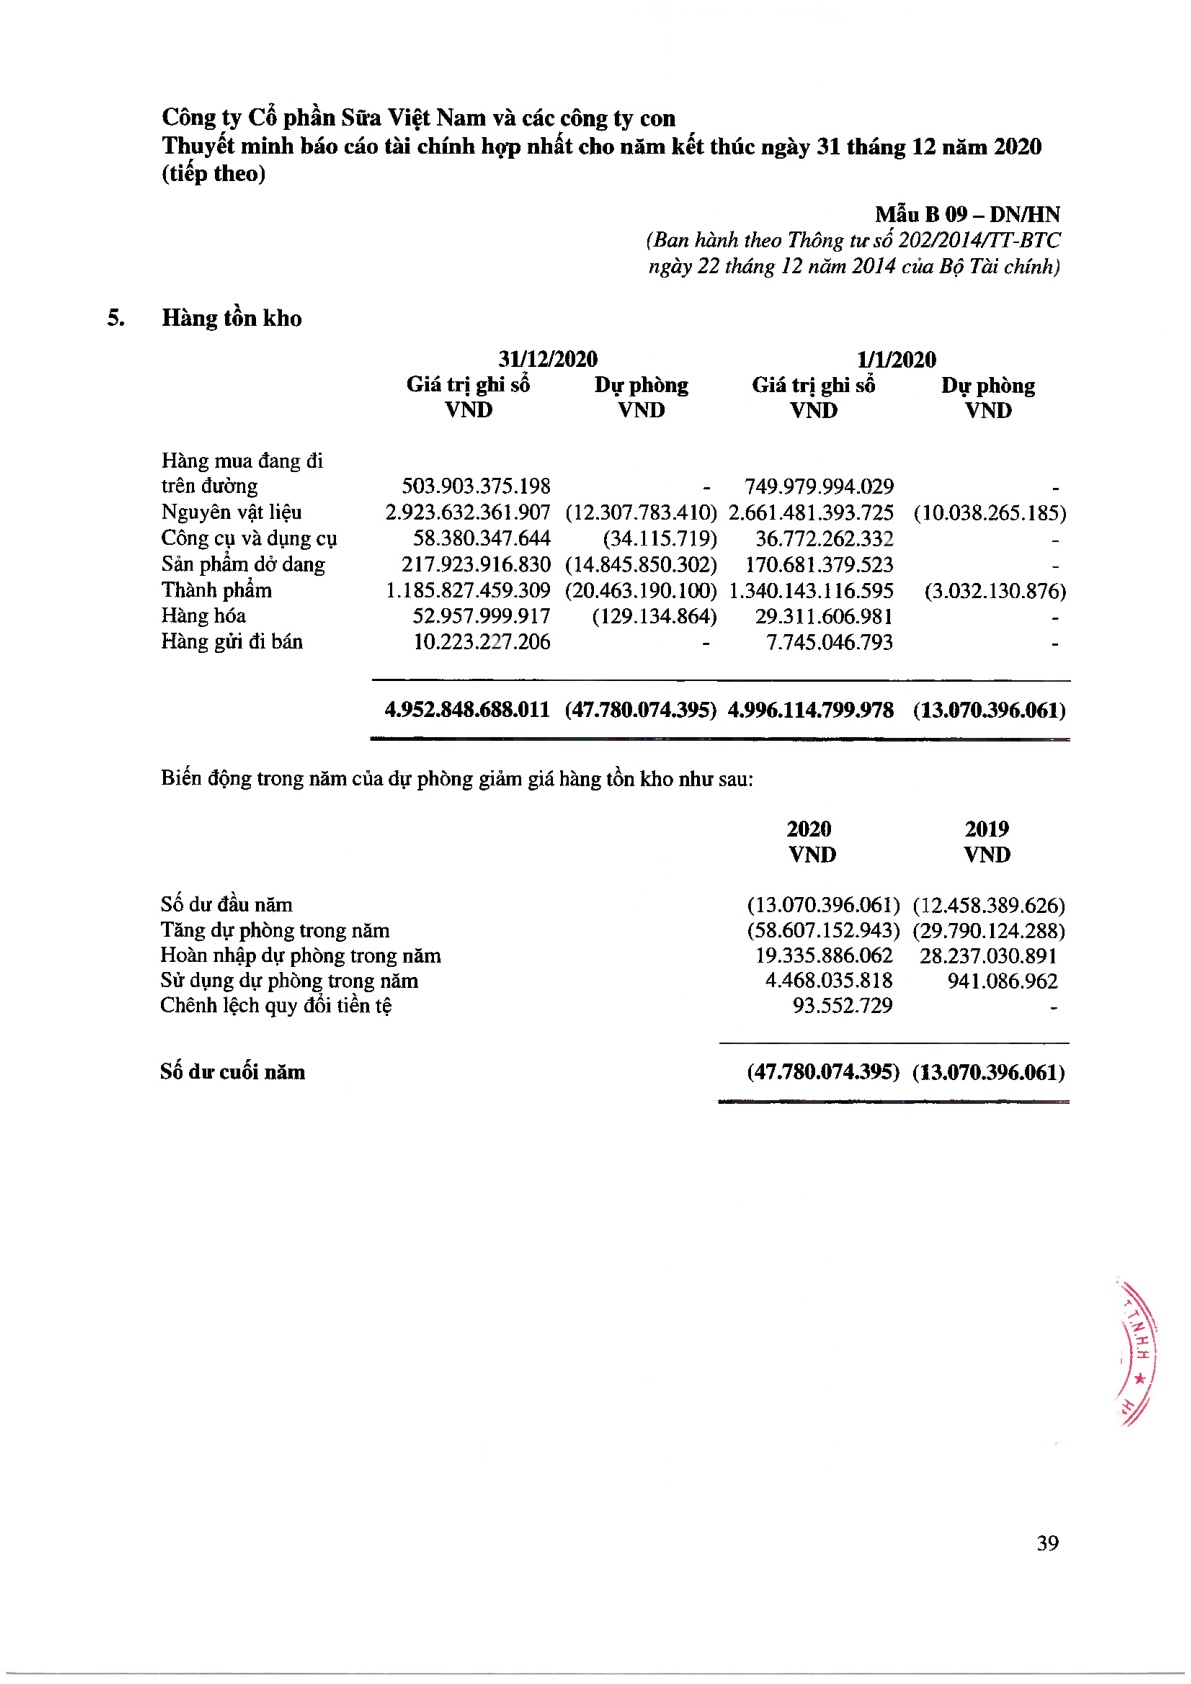 Công ty Cổ phần Sữa Việt Nam và các công ty con
Thuyết minh báo cáo tài chính hợp nhất cho năm kết thúc ngày 31 tháng 12 năm 2020
(tiếp theo)
Mẫu B 09 – DN/HN
(Ban hành theo Thông tư số 202/2014/TT-BTC
ngày 22 tháng 12 năm 2014 của Bộ Tài chính)
5. Hàng tồn kho
31/12/2020 1/1/2020
Giá trị ghi sổ Dự phòng Giá trị ghi sổ Dự phòng
VND VND VND VND
Hàng mua đang đi
trên đường 503.903.375.198 - 749.979.994.029 -
Nguyên vật liệu 2.923.632.361.907 (12.307.783.410) 2.661.481.393.725 (10.038.265.185)
Công cụ và dụng cụ 58.380.347.644 (34.115.719) 36.772.262.332 -
Sản phẩm dở dang 217.923.916.830 (14.845.850.302) 170.681.379.523 -
Thành phẩm 1.185.827.459.309 (20.463.190.100) 1.340.143.116.595 (3.032.130.876)
Hàng hóa 52.957.999.917 (129.134.864) 29.311.606.981 -
Hàng gửi đi bán 10.223.227.206 - 7.745.046.793 -
4.952.848.688.011 (47.780.074.395) 4.996.114.799.978 (13.070.396.061)
Biến động trong năm của dự phòng giảm giá hàng tồn kho như sau:
2020 2019
VND VND
Số dư đầu năm (13.070.396.061) (12.458.389.626)
Tăng dự phòng trong năm (58.607.152.943) (29.790.124.288)
Hoàn nhập dự phòng trong năm 19.335.886.062 28.237.030.891
Sử dụng dự phòng trong năm 4.468.035.818 941.086.962
Chênh lệch quy đổi tiền tệ 93.552.729 -
Số dư cuối năm (47.780.074.395) (13.070.396.061)
T.N.H.H ★
39